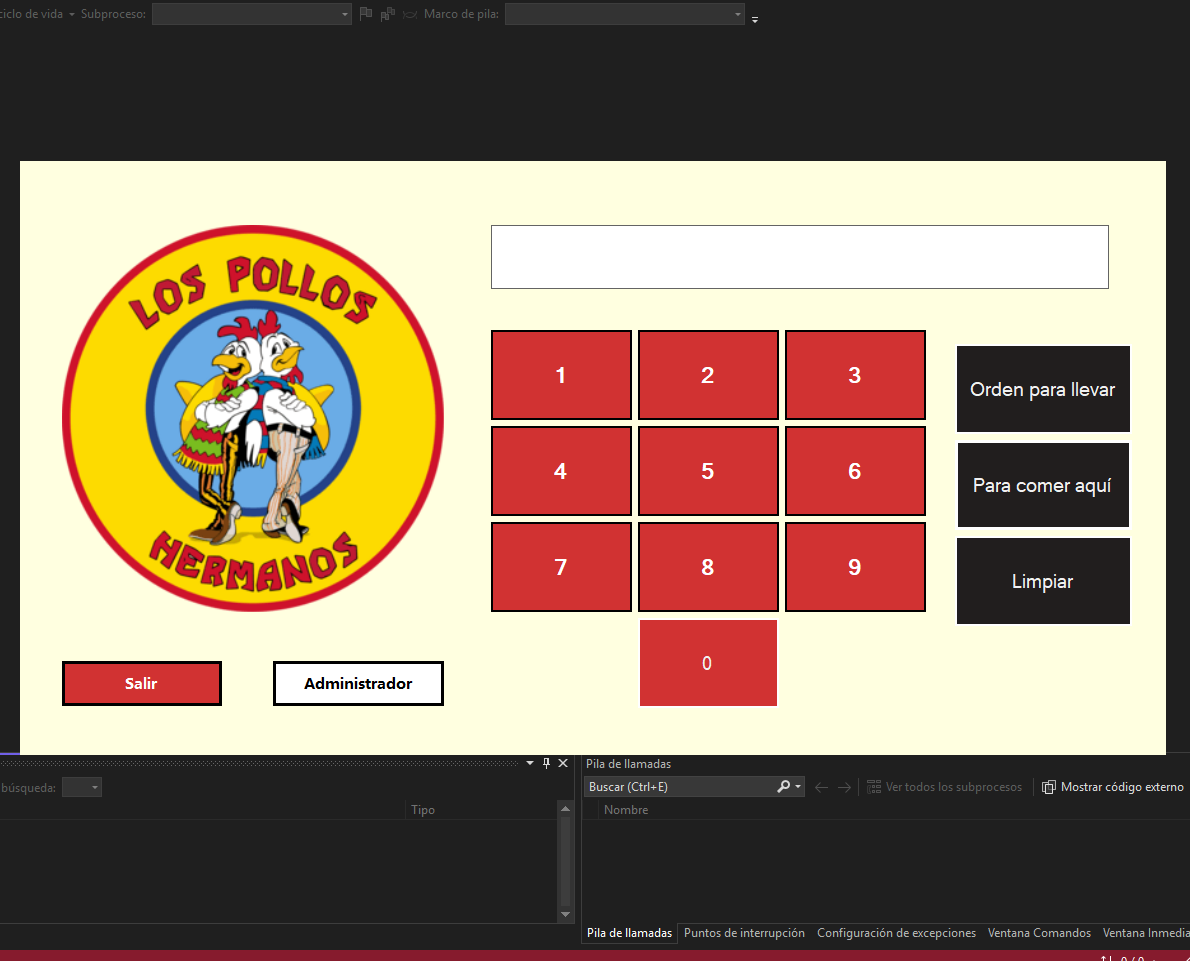 ciclo de vida Subproceso: Marco de pila:
LOS POLLOS
HERMANOS
1 2 3
4 5 6
7 8 9
0
Orden para llevar
Para comer aquí
Limpiar
Salir Administrador
búsqueda:
Tipo
Pila de llamadas
Buscar (Ctrl+E) Ver todos los subprocesos Mostrar código externo
Nombre
Pila de llamadas Puntos de interrupción Configuración de excepciones Ventana Comandos Ventana Inmedia